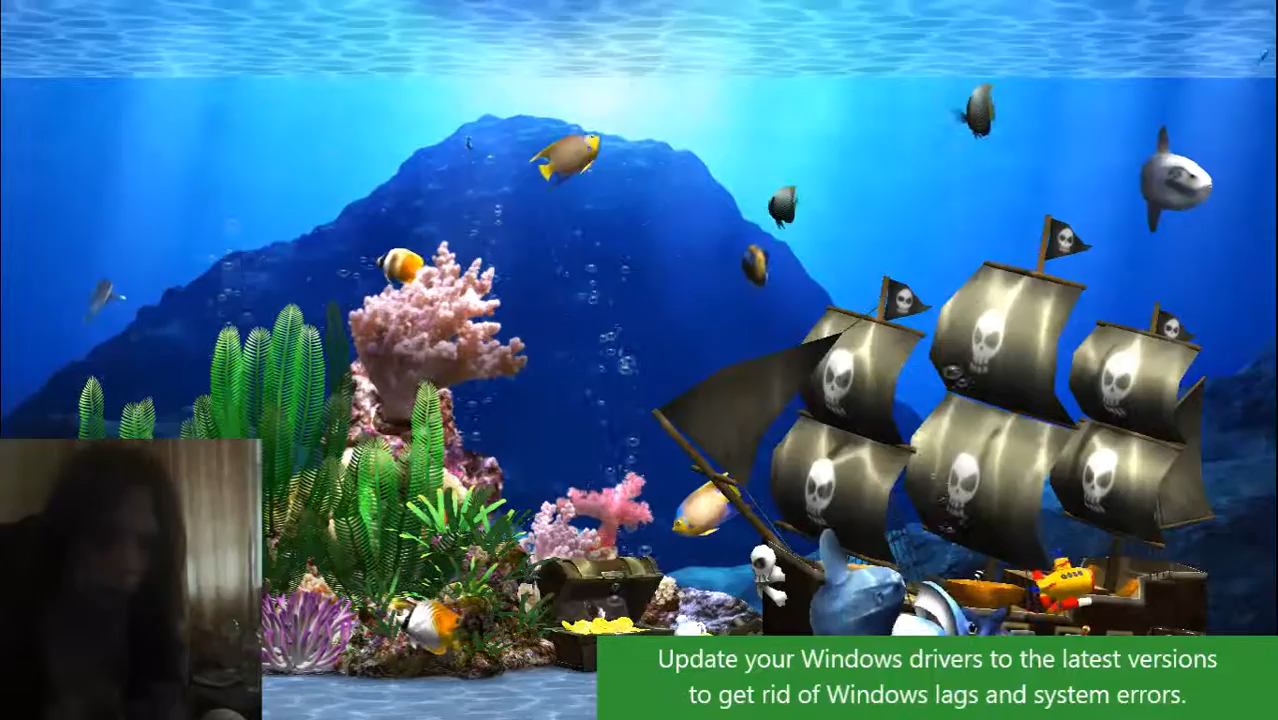 Update your Windows drivers to the latest versions
to get rid of Windows lags and system errors.